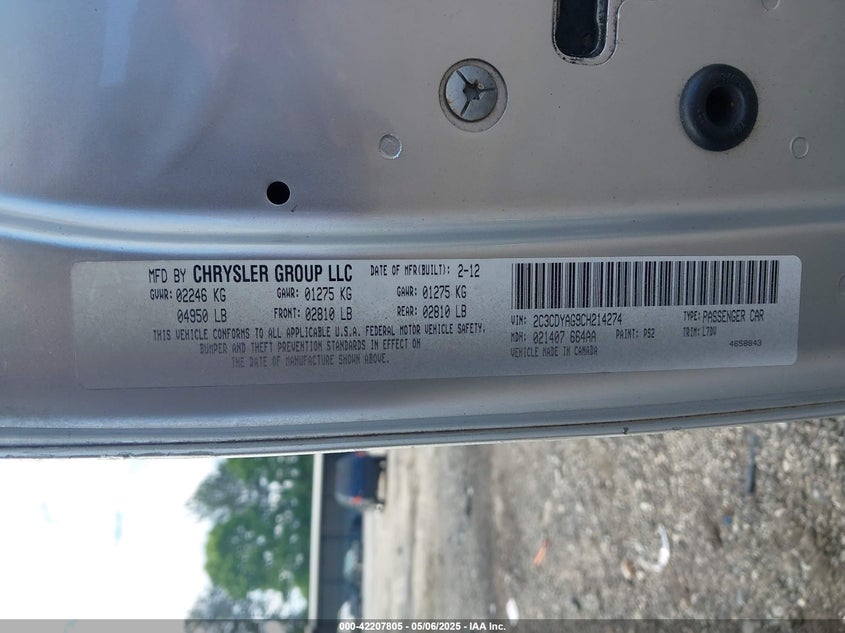 MFD BY CHRYSLER GROUP LLC DATE OF MFR(BUILT): 2-12
GVWR: 02246 KG GAWR: 01275 KG GAWR: 01275 KG
04950 LB FRONT: 02810 LB REAR: 02810 LB
THIS VEHICLE CONFORMS TO ALL APPLICABLE U.S.A. FEDERAL MOTOR VEHICLE SAFETY,
BUMPER AND THEFT PREVENTION STANDARDS IN EFFECT ON
THE DATE OF MANUFACTURE SHOWN ABOVE.
VIN: 2C3CDYAG9CH214274 TYPE: PASSENGER CAR
MDH: 021407 664AA PAINT: PS2 TRIM: L7DV
VEHICLE MADE IN CANADA 4658843
000-42207805 - 05/06/2025 - IAA Inc.